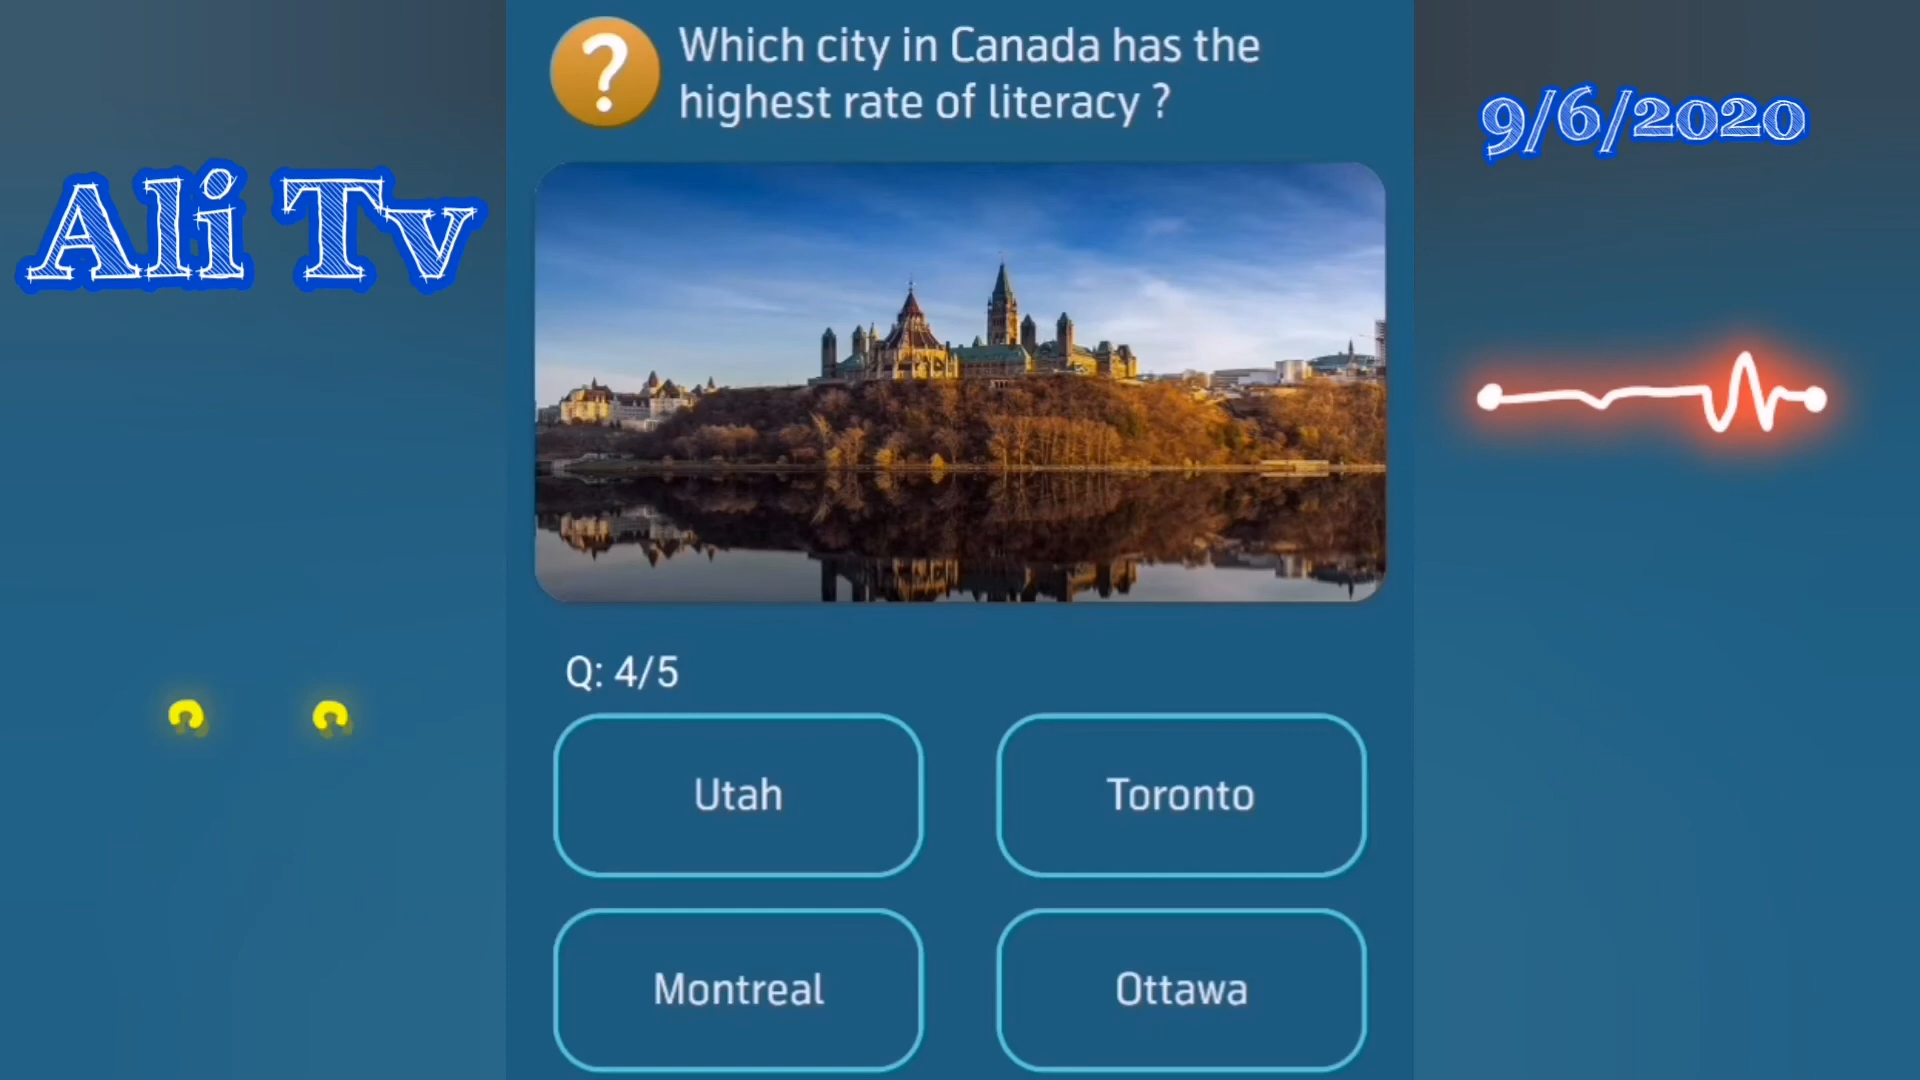 Ali Tv
?
Which city in Canada has the
highest rate of literacy ?
9/6/2020
Q: 4/5
Utah
Toronto
Montreal
Ottawa